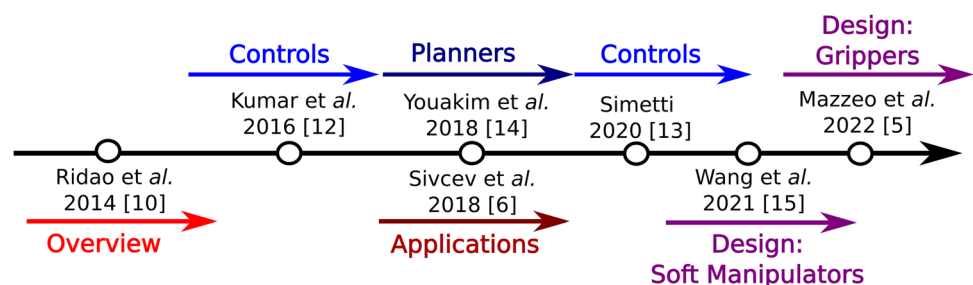 Design:
Grippers
Controls
Planners
Controls
Kumar et al.
2016 [12]
Youakim et al.
2018 [14]
Simetti
2020 [13]
Mazzeo et al.
2022 [5]
Ridao et al.
2014 [10]
Sivcev et al.
2018 [6]
Wang et al.
2021 [15]
Overview
Applications
Design:
Soft Manipulators